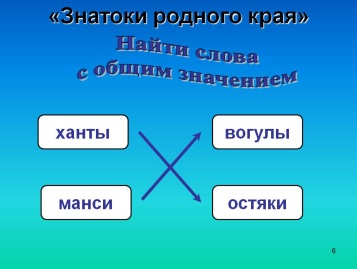 «Знатоки родного края»
Найти слова
с общим значением
ханты
вогулы
манси
остяки
6